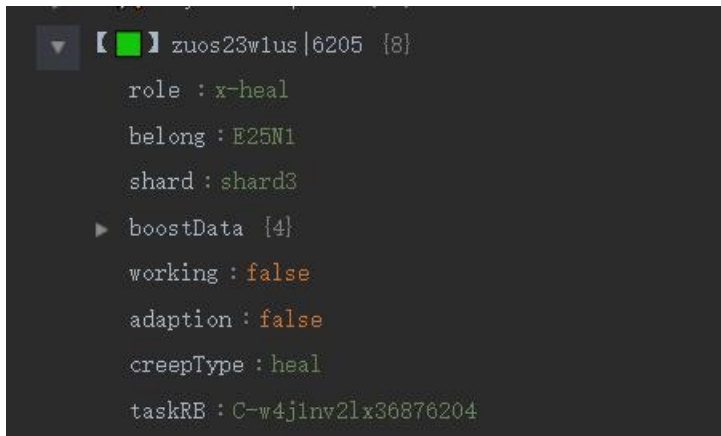 【🟩】zuos23w1us|6205 {8}
role : x-heal
belong : E25N1
shard : shard3
boostData {4}
working : false
adaption : false
creepType : heal
taskRB : C-w4j1nv2lx36876204